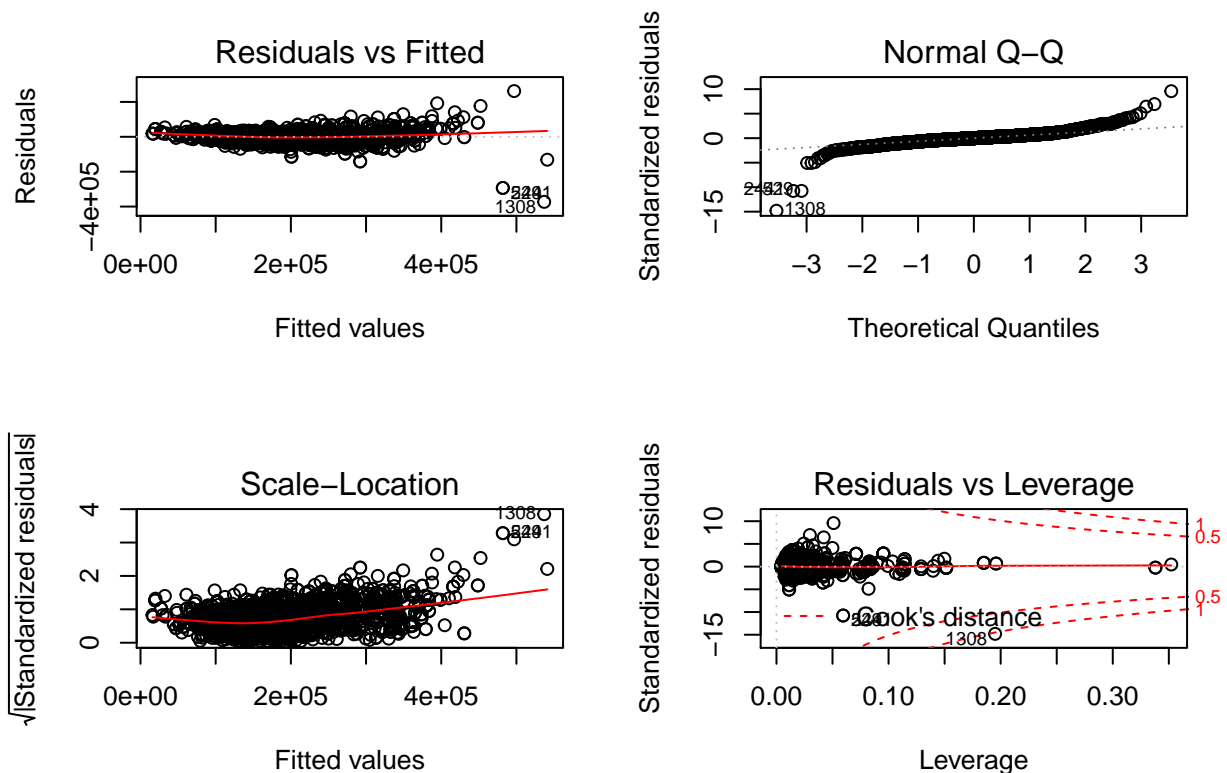 Residuals vs Fitted
Residuals
−4e+05
1308
0e+00 2e+05 4e+05
Fitted values
Normal Q−Q
Standardized residuals
−15 0 10
1308
−3 −2 −1 0 1 2 3
Theoretical Quantiles
Scale−Location
√|Standardized residuals|
0 2 4
1308
0e+00 2e+05 4e+05
Fitted values
Residuals vs Leverage
Standardized residuals
−15 0 10
1
0.5
0.5
1
Cook's distance
1308
0.00 0.10 0.20 0.30
Leverage